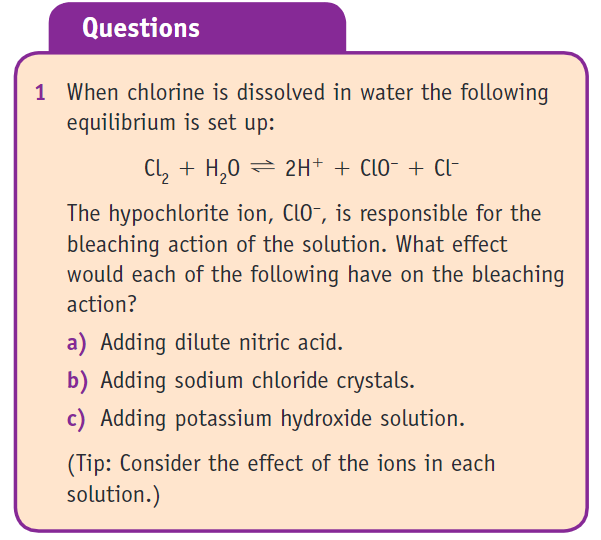 Questions
1 When chlorine is dissolved in water the following
equilibrium is set up:
Cl₂ + H₂O ⇌ 2H⁺ + ClO⁻ + Cl⁻
The hypochlorite ion, ClO⁻, is responsible for the
bleaching action of the solution. What effect
would each of the following have on the bleaching
action?
a) Adding dilute nitric acid.
b) Adding sodium chloride crystals.
c) Adding potassium hydroxide solution.
(Tip: Consider the effect of the ions in each
solution.)